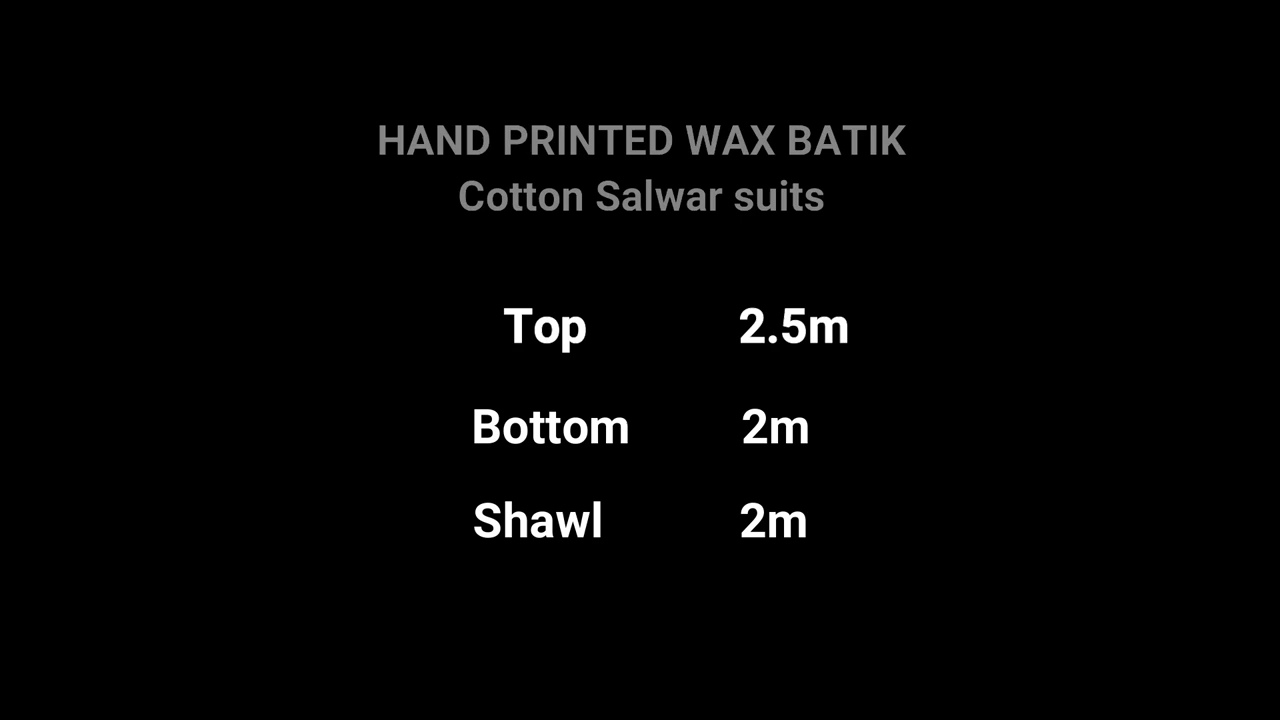 HAND PRINTED WAX BATIK
Cotton Salwar suits
Top 2.5m
Bottom 2m
Shawl 2m